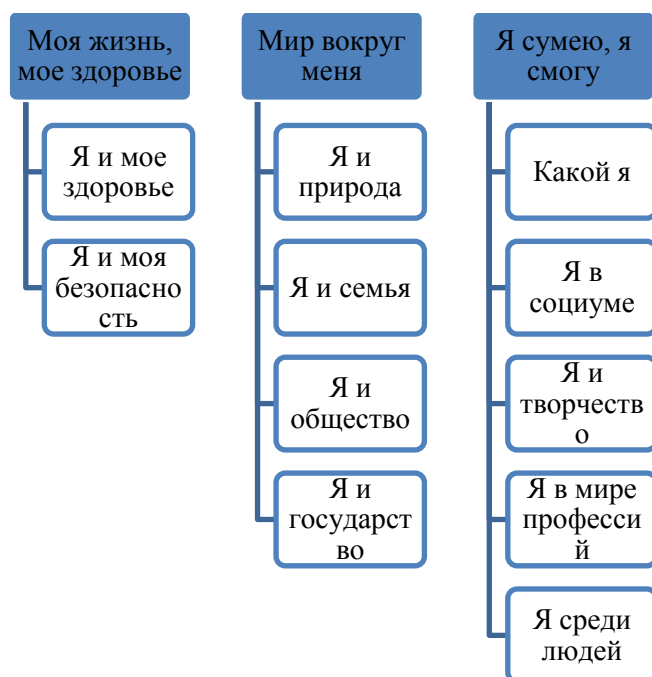 Моя жизнь,
мое здоровье
Я и мое
здоровье
Я и моя
безопасно
сть
Мир вокруг
меня
Я и
природа
Я и семья
Я и
общество
Я и
государст
во
Я сумею, я
смогу
Какой я
Я в
социуме
Я и
творчеств
о
Я в мире
професси
й
Я среди
людей